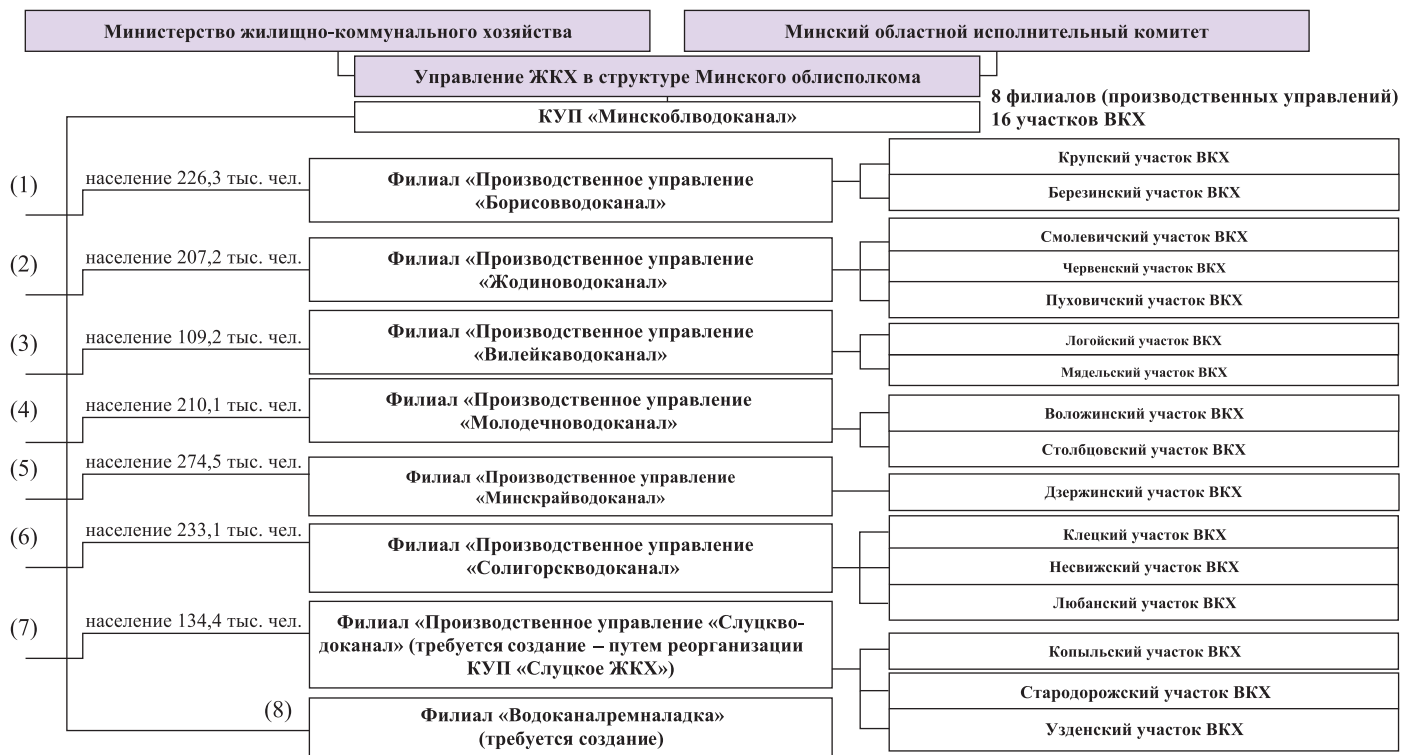 Министерство жилищно-коммунального хозяйства
Минский областной исполнительный комитет
Управление ЖКХ в структуре Минского облисполкома
КУП «Минскоблводоканал»
8 филиалов (производственных управлений)
16 участков ВКХ
(1)
население 226,3 тыс. чел.
Филиал «Производственное управление
«Борисовводоканал»
Крупский участок ВКХ
Березинский участок ВКХ
(2)
население 207,2 тыс. чел.
Филиал «Производственное управление
«Жодиноводоканал»
Смолевичский участок ВКХ
Червенский участок ВКХ
Пуховичский участок ВКХ
(3)
население 109,2 тыс. чел.
Филиал «Производственное управление
«Вилейкаводоканал»
Логойский участок ВКХ
Мядельский участок ВКХ
(4)
население 210,1 тыс. чел.
Филиал «Производственное управление
«Молодечноводоканал»
Воложинский участок ВКХ
Столбцовский участок ВКХ
(5)
население 274,5 тыс. чел.
Филиал «Производственное управление
«Минскрайводоканал»
Дзержинский участок ВКХ
(6)
население 233,1 тыс. чел.
Филиал «Производственное управление
«Солигорскводоканал»
Клецкий участок ВКХ
Несвижский участок ВКХ
Любанский участок ВКХ
(7)
население 134,4 тыс. чел.
Филиал «Производственное управление «Слуцкво-
доканал» (требуется создание – путем реорганизации
КУП «Слуцкое ЖКХ»)
Копыльский участок ВКХ
Стародорожский участок ВКХ
Узденский участок ВКХ
(8)
Филиал «Водоканалремналадка»
(требуется создание)